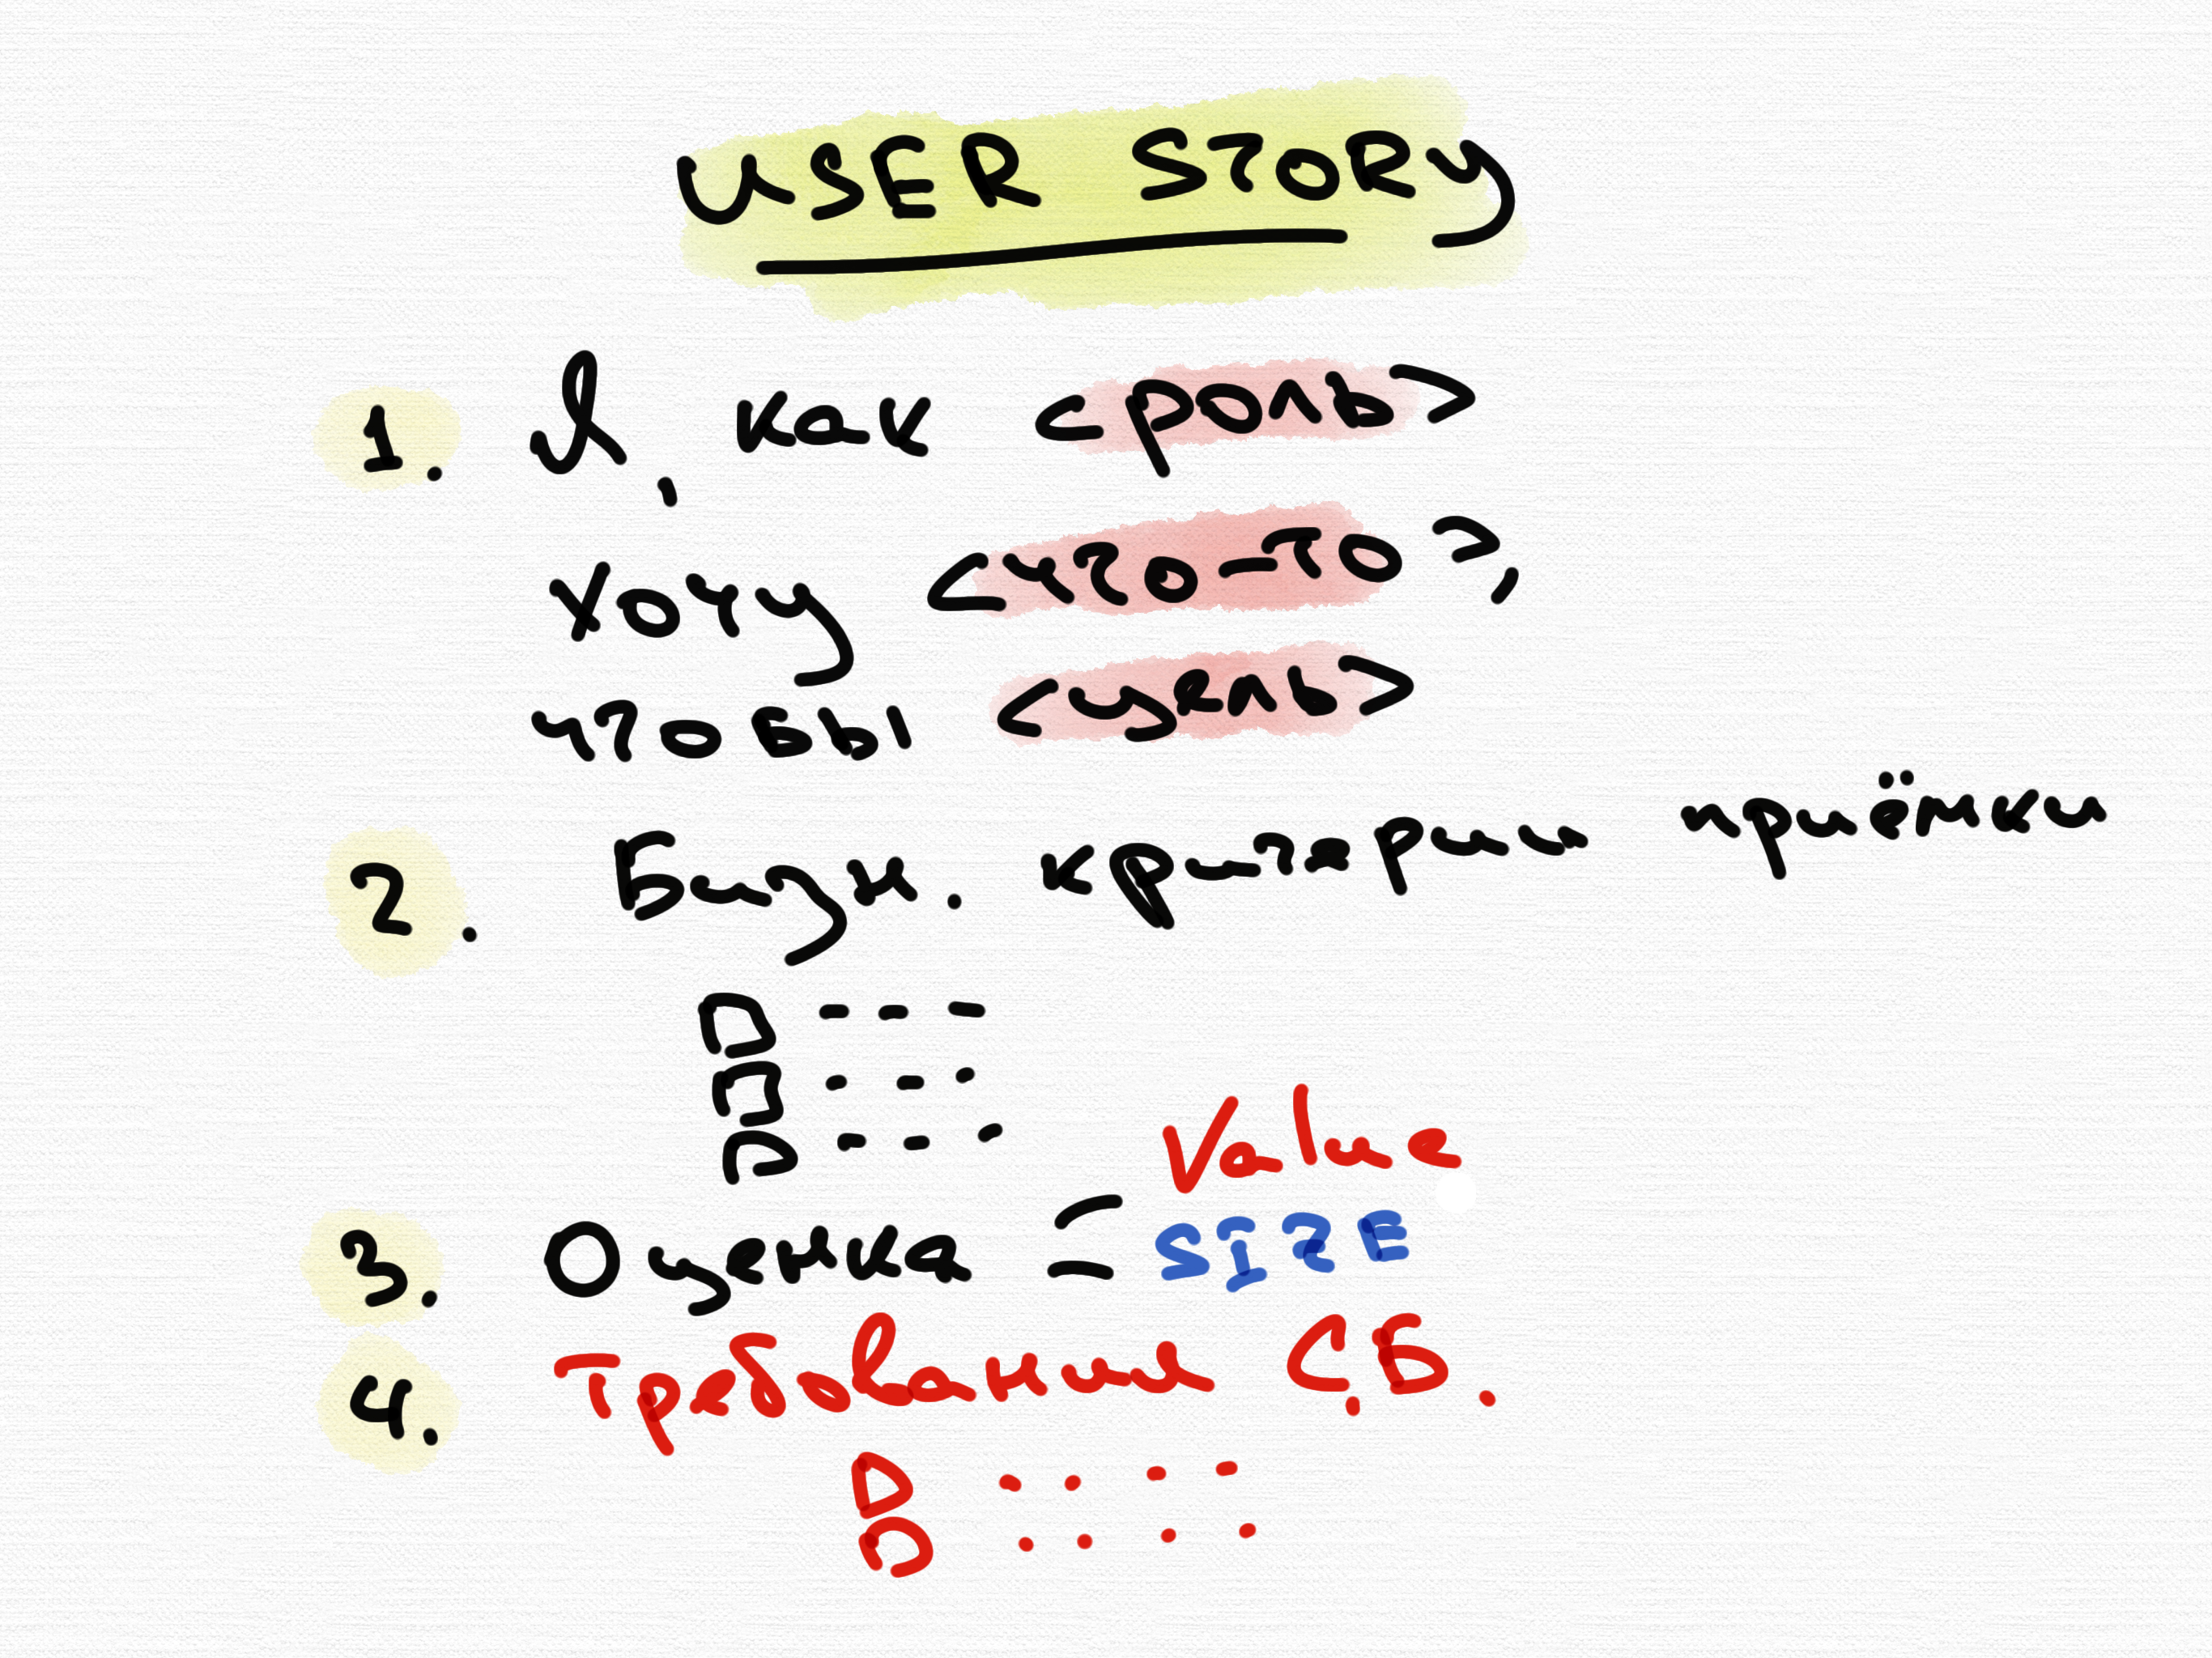 USER STORY
1. Я, как <роль>
хочу <что-то>,
чтобы <цель>
2. Бизн. критерии приёмки
Value
3. Оценка SIZE
4. Требования С.Б.